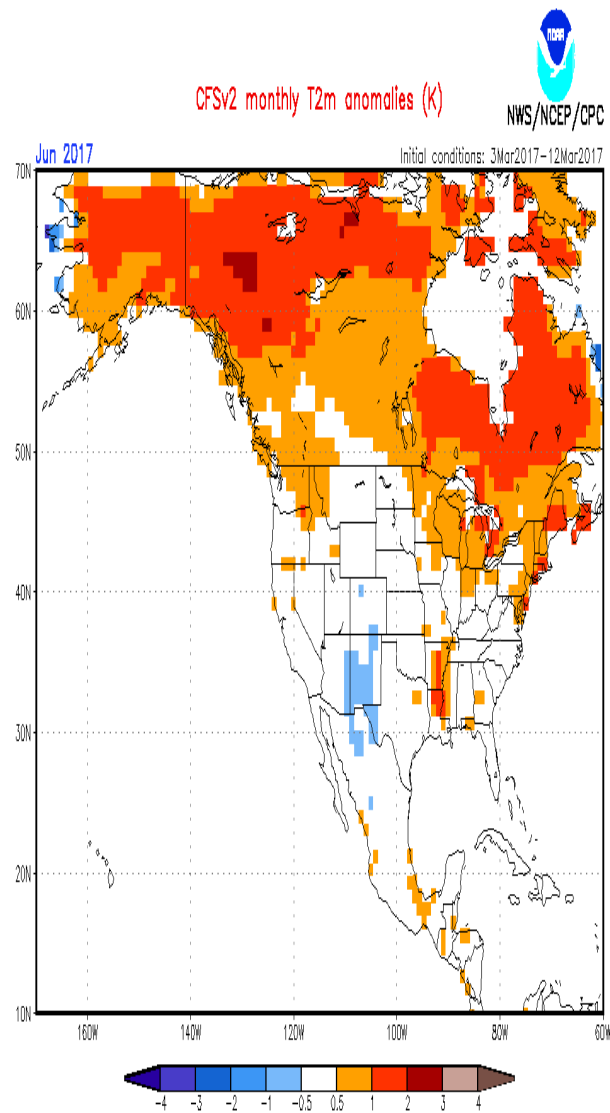 NOAA
CFSv2 monthly T2m anomalies (K)
NWS/NCEP/CPC
Jun 2017
Initial conditions: 3Mar2017-12Mar2017
70N
60N
50N
40N
30N
20N
10N
160W 140W 120W 100W 80W 60W
-4 -3 -2 -1 -0.5 0.5 1 2 3 4